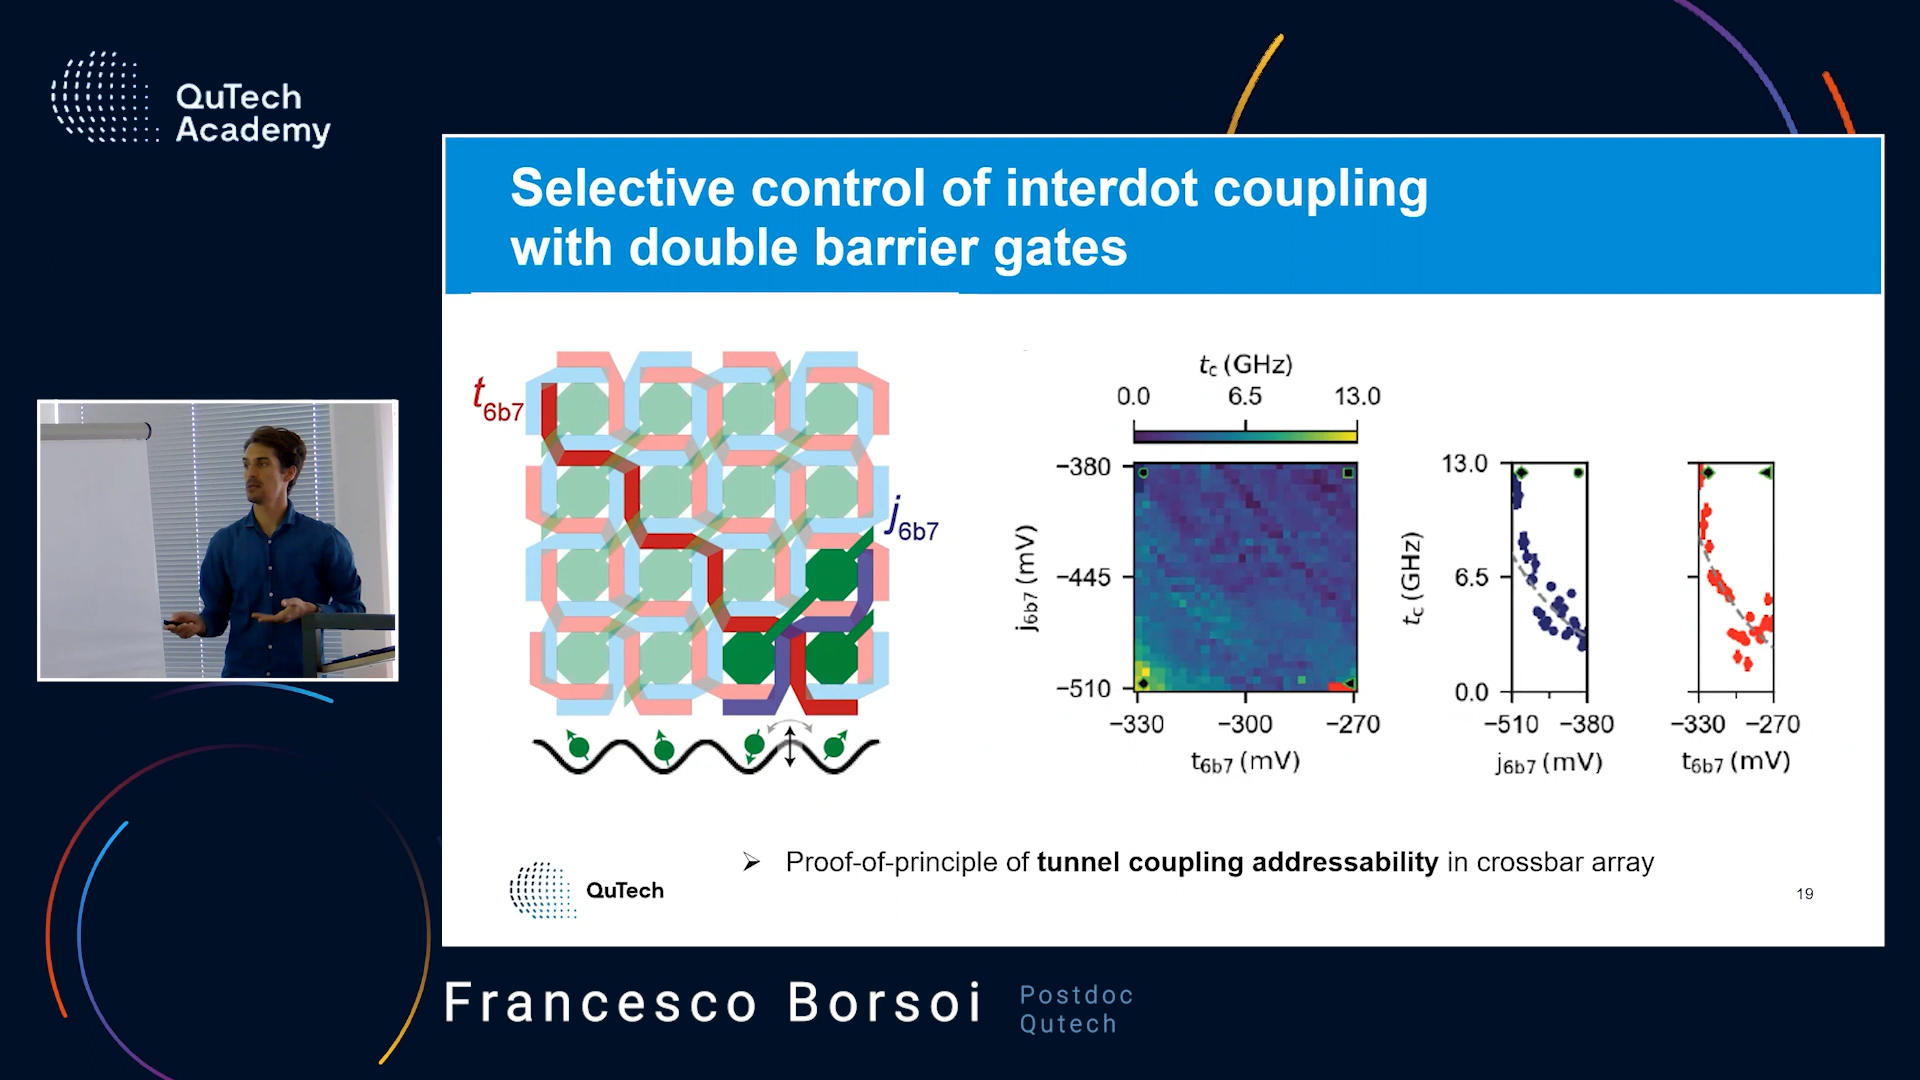 QuTech
Academy
Selective control of interdot coupling
with double barrier gates
t6b7
j6b7
tc (GHz)
0.0 6.5 13.0
−380
−445
−510
j6b7 (mV)
−330 −300 −270
t6b7 (mV)
tc (GHz)
13.0
6.5
0.0
−510 −380
j6b7 (mV)
−330 −270
t6b7 (mV)
➢ Proof-of-principle of tunnel coupling addressability in crossbar array
QuTech
19
Francesco Borsoi
Postdoc
Qutech